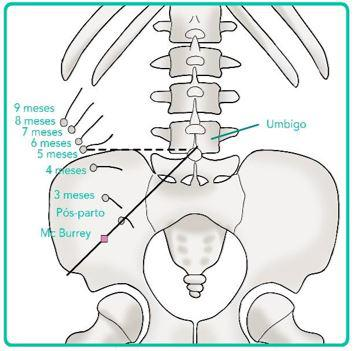 9 meses
8 meses
7 meses
6 meses
5 meses
4 meses
3 meses
Pós-parto
Mc Burrey
Umbigo